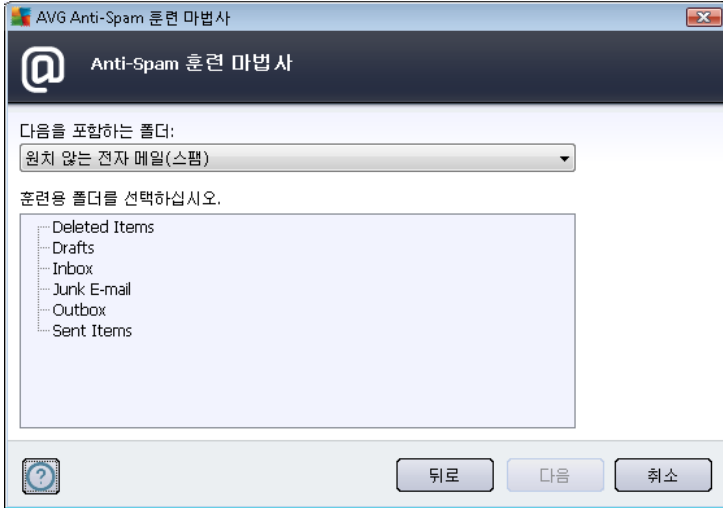 AVG Anti-Spam 훈련 마법사
Anti-Spam 훈련 마법사
다음을 포함하는 폴더:
원치 않는 전자 메일(스팸)
훈련용 폴더를 선택하십시오.
Deleted Items
Drafts
Inbox
Junk E-mail
Outbox
Sent Items
뒤로 다음 취소